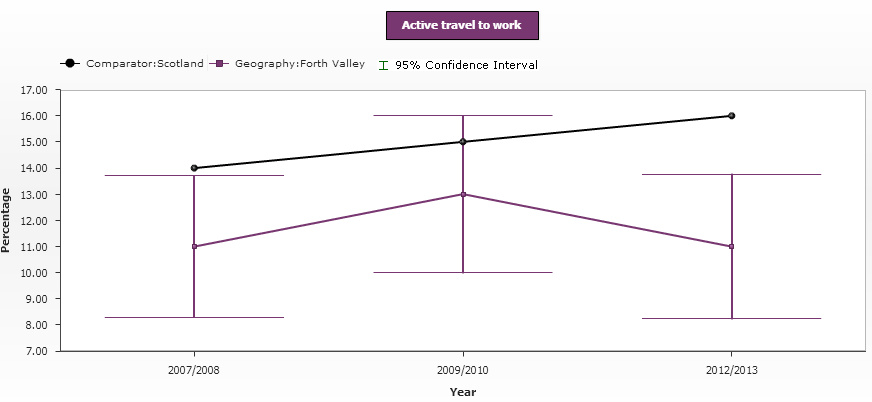 Active travel to work
Comparator:Scotland Geography:Forth Valley 95% Confidence Interval
17.00
16.00
15.00
14.00
13.00
12.00
11.00
10.00
9.00
8.00
7.00
Percentage
2007/2008 2009/2010 2012/2013
Year